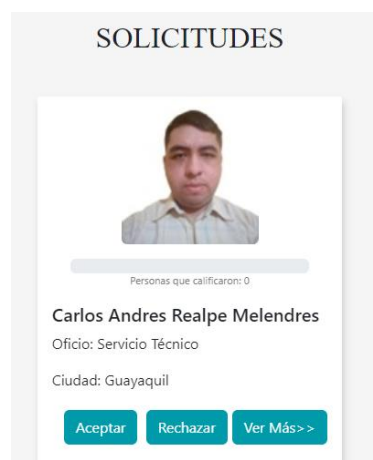 SOLICITUDES
Personas que calificaron: 0
Carlos Andres Realpe Melendres
Oficio: Servicio Técnico
Ciudad: Guayaquil
Aceptar Rechazar Ver Más>>